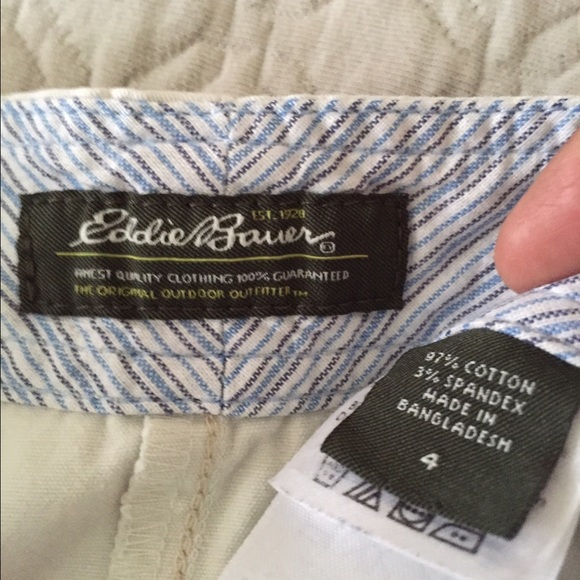 EST. 1920
Eddie Bauer
FINEST QUALITY CLOTHING 100% GUARANTEED
THE ORIGINAL OUTDOOR OUTFITTER™
97% COTTON
3% SPANDEX
MADE IN
BANGLADESH
4